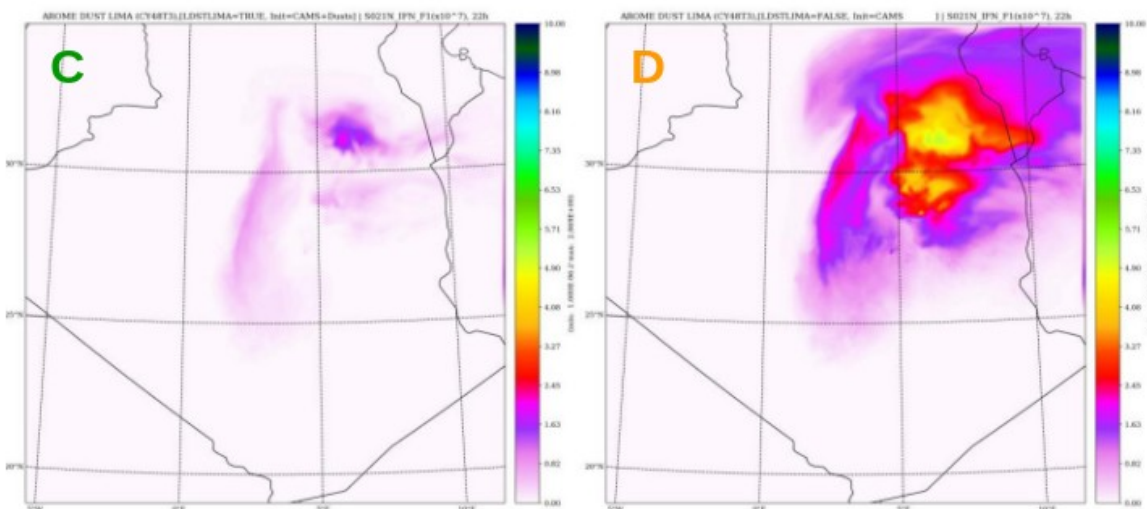 AROME DUST LIMA (CY48T3),[LDSTLIMA=TRUE, Init=CAMS+Dusts] | S021N_IFN_F1(x10^7), 22h
C
30°N
25°N
20°N
10.00
8.98
8.16
7.35
6.53
5.71
4.90
4.08
3.27
2.45
1.63
0.82
0.00
AROME DUST LIMA (CY48T3),[LDSTLIMA=FALSE, Init=CAMS ] | S021N_IFN_F1(x10^7), 22h
D
30°N
25°N
20°N
10.00
8.98
8.16
7.35
6.53
5.71
4.90
4.08
3.27
2.45
1.63
0.82
0.00